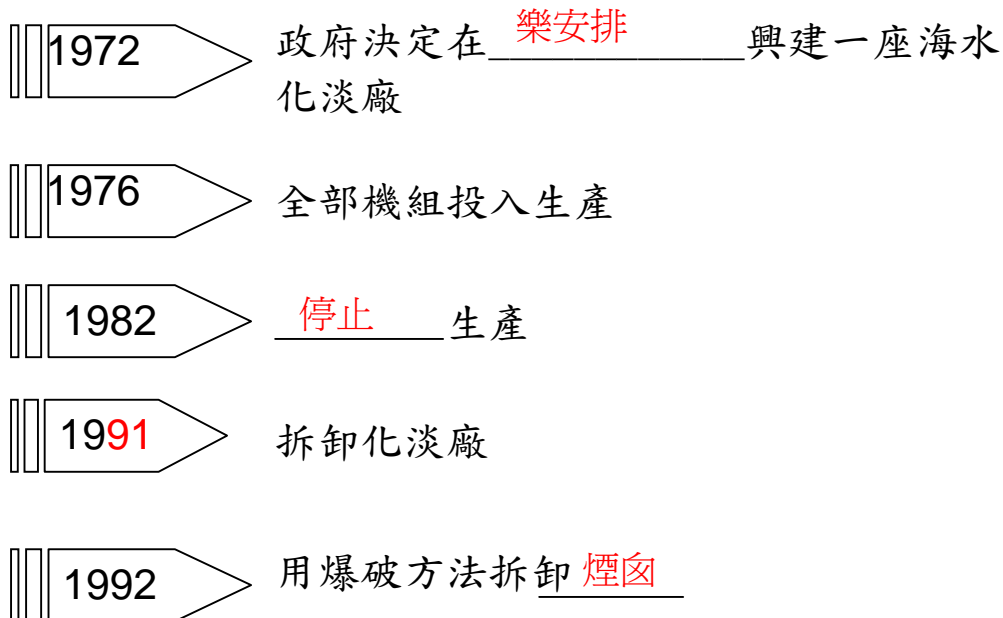 1972 政府決定在樂安排____________興建一座海水
化淡廠
1976 全部機組投入生產
1982 停止生產
1991 拆卸化淡廠
1992 用爆破方法拆卸煙囪